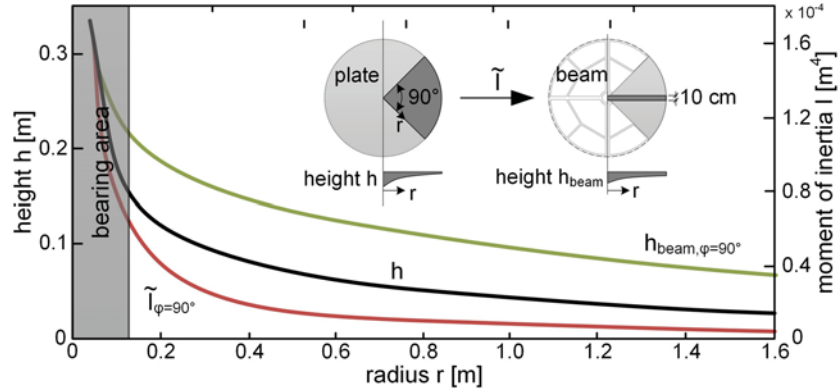 x 10⁻⁴
height h [m]
0.3
0.2
0.1
0
bearing area
plate
90°
r
Ĩ
beam
10 cm
height h
r
height h_beam
r
h_beam,φ=90°
h
Ĩ_φ=90°
1.6
1.2
0.8
0.4
0
moment of inertia I [m⁴]
0
0.2
0.4
0.6
0.8
1.0
1.2
1.4
1.6
radius r [m]